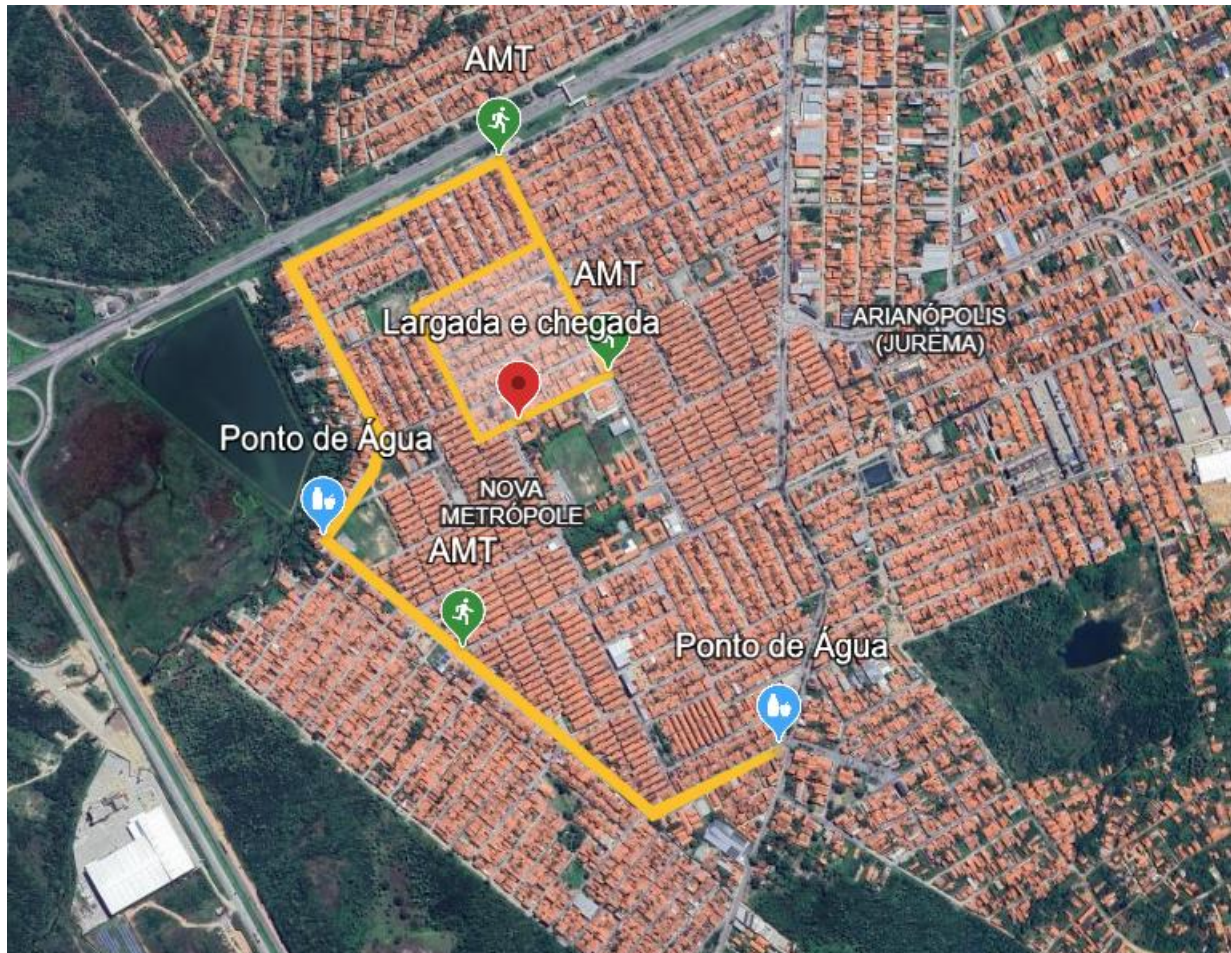 AMT
AMT
Largada e chegada
ARIANÓPOLIS
(JUREMA)
Ponto de Água
NOVA
METRÓPOLE
AMT
Ponto de Água